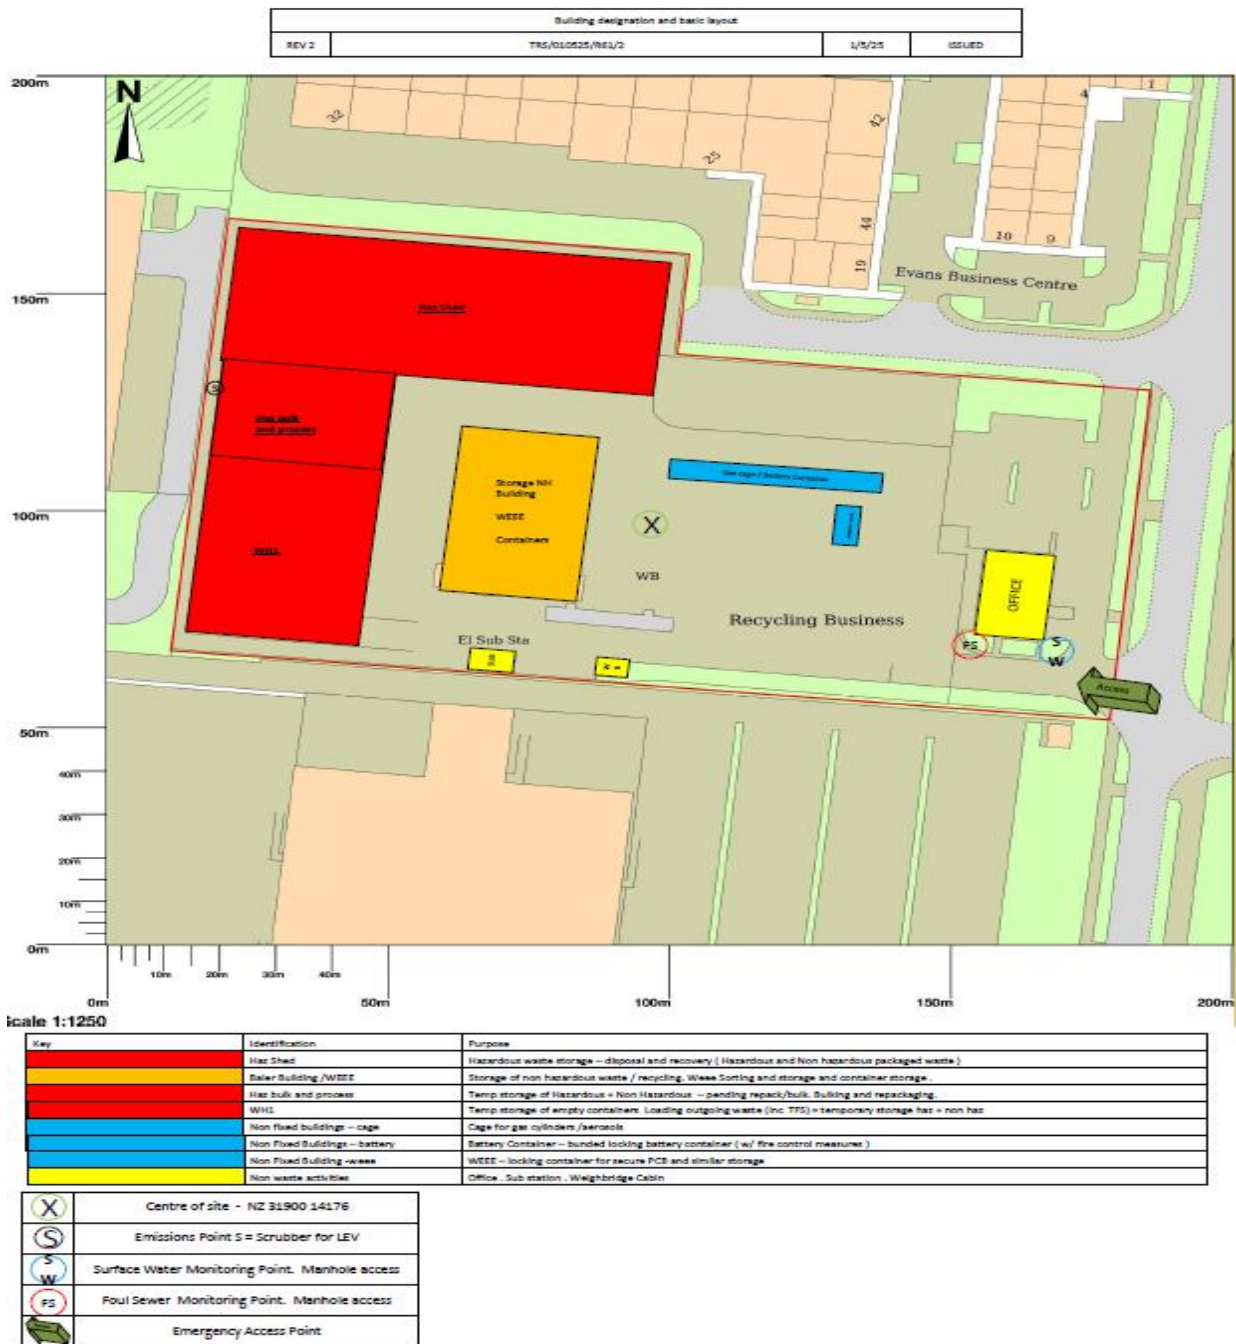 Building designation and basic layout
REV 2 TRS/010525/R61/2 1/5/25 ISSUED
200m
N
32
25
42
4
1
44
19
10
9
Evans Business Centre
150m
Haz Shed
S
Haz bulk
and process
Storage NH
Building
WEEE
Containers
Gas cage / Battery Container
100m
X
WH1
WB
OFFICE
Recycling Business
El Sub Sta
FS
S
W
Access
50m
40m
30m
20m
10m
0m
10m 20m 30m 40m
0m 50m 100m 150m 200m
Scale 1:1250
Key Identification Purpose
Haz Shed Hazardous waste storage – disposal and recovery ( Hazardous and Non hazardous packaged waste )
Baler Building /WEEE Storage of non hazardous waste / recycling. Weee Sorting and storage and container storage .
Haz bulk and process Temp storage of Hazardous + Non Hazardous – pending repack/bulk. Bulking and repackaging.
WH1 Temp storage of empty containers Loading outgoing waste (inc TFS) + temporary storage haz + non haz
Non fixed buildings – cage Cage for gas cylinders /aerosols
Non Fixed Buildings – battery Battery Container – bunded locking battery container ( w/ fire control measures )
Non Fixed Building -weee WEEE – locking container for secure PCB and similar storage
Non waste activities Office . Sub station . Weighbridge Cabin
X Centre of site - NZ 31900 14176
S Emissions Point S = Scrubber for LEV
S
W Surface Water Monitoring Point. Manhole access
FS Foul Sewer Monitoring Point. Manhole access
Emergency Access Point